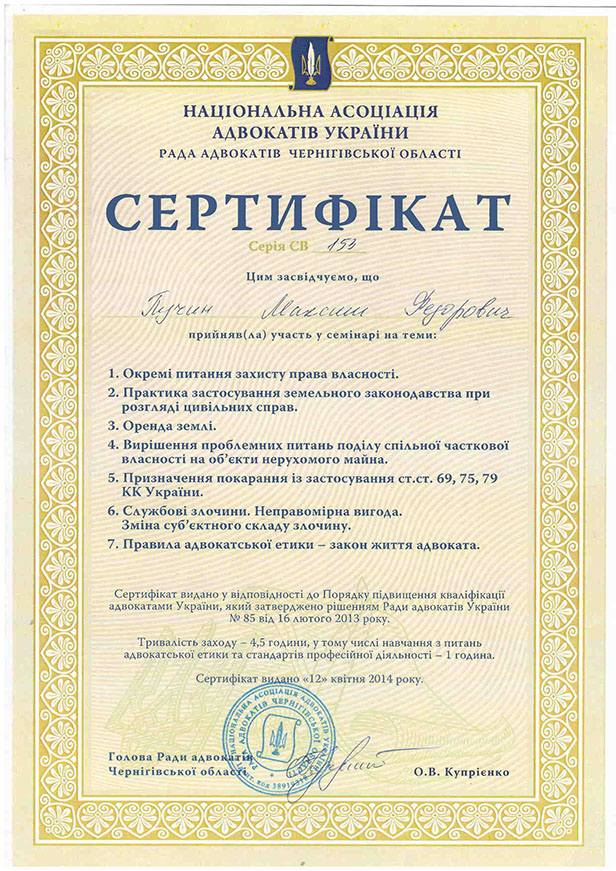 НАЦІОНАЛЬНА АСОЦІАЦІЯ
АДВОКАТІВ УКРАЇНИ
РАДА АДВОКАТІВ ЧЕРНІГІВСЬКОЇ ОБЛАСТІ
СЕРТИФІКАТ
Серія СВ 153
Цим засвідчуємо, що
Пучин Максим Федорович
прийняв(ла) участь у семінарі на теми:
1. Окремі питання захисту права власності.
2. Практика застосування земельного законодавства при
розгляді цивільних справ.
3. Оренда землі.
4. Вирішення проблемних питань поділу спільної часткової
власності на об'єкти нерухомого майна.
5. Призначення покарання із застосування ст.ст. 69, 75, 79
КК України.
6. Службові злочини. Неправомірна вигода.
Зміна суб'єктного складу злочину.
7. Правила адвокатської етики – закон життя адвоката.
Сертифікат видано у відповідності до Порядку підвищення кваліфікації
адвокатами України, який затверджено рішенням Ради адвокатів України
№ 85 від 16 лютого 2013 року.
Тривалість заходу – 4,5 години, у тому числі навчання з питань
адвокатської етики та стандартів професійної діяльності – 1 година.
Сертифікат видано «12» квітня 2014 року.
НАЦІОНАЛЬНА АСОЦІАЦІЯ АДВОКАТІВ
РАДА АДВОКАТІВ ЧЕРНІГІВСЬКОЇ
Голова Ради адвокатів
Чернігівської області
О.В. Купрієнко